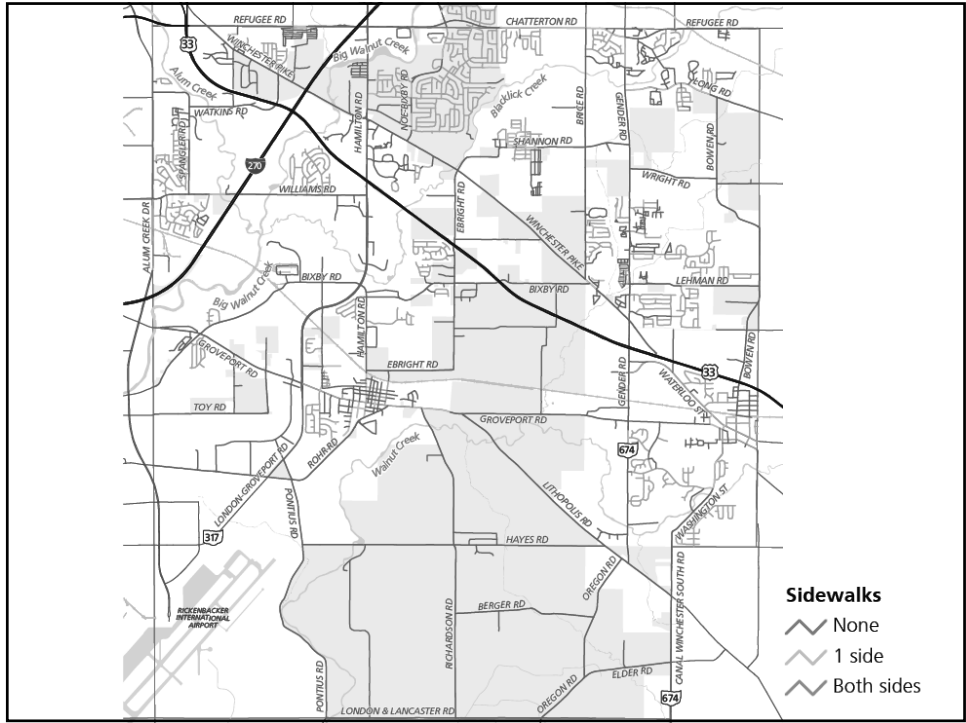 REFUGEE RD
CHATTERTON RD
REFUGEE RD
33
WINCHESTER PIKE
Big Walnut Creek
Alum Creek
NOE-BIXBY RD
Blacklick Creek
BRICE RD
GENDER RD
LONG RD
WATKINS RD
HAMILTON RD
SPANGLER RD
SHANNON RD
BOWEN RD
270
WRIGHT RD
WILLIAMS RD
EBRIGHT RD
WINCHESTER PIKE
ALUM CREEK DR
BIXBY RD
BIXBY RD
LEHMAN RD
Big Walnut Creek
HAMILTON RD
GROVEPORT RD
EBRIGHT RD
GENDER RD
33
BOWEN RD
WATERLOO ST
TOY RD
GROVEPORT RD
ROHR RD
Walnut Creek
674
LONDON-GROVEPORT RD
PONTIUS RD
LITHOPOLIS RD
WASHINGTON ST
317
HAYES RD
OREGON RD
RICKENBACKER
INTERNATIONAL
AIRPORT
BERGER RD
RICHARDSON RD
CANAL WINCHESTER SOUTH RD
ELDER RD
PONTIUS RD
OREGON RD
674
LONDON & LANCASTER RD
Sidewalks
None
1 side
Both sides